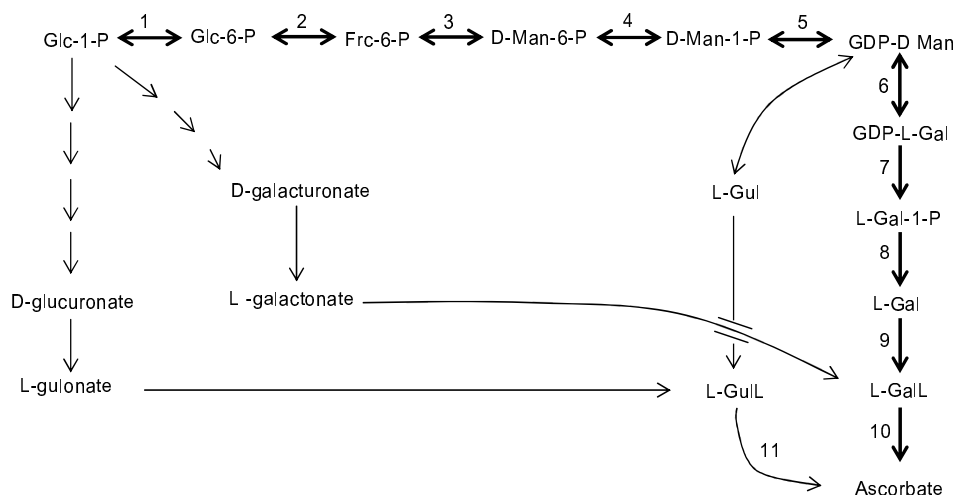 1 2 3 4 5
Glc-1-P Glc-6-P Frc-6-P D-Man-6-P D-Man-1-P GDP-D Man
6
GDP-L-Gal
7
D-galacturonate L-Gul
L-Gal-1-P
8
D-glucuronate L -galactonate L-Gal
9
L-gulonate L-GulL L-GalL
10
11
Ascorbate